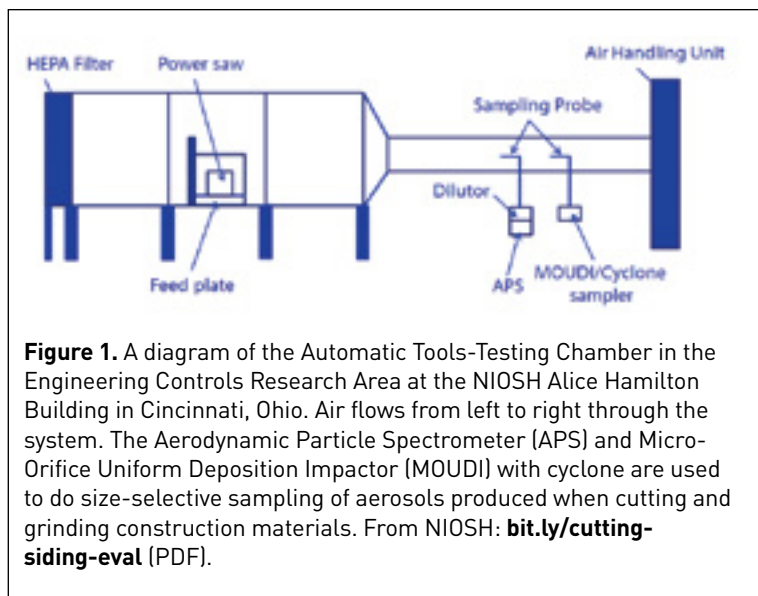 HEPA Filter
Power saw
Air Handling Unit
Sampling Probe
Dilutor
Feed plate
APS
MOUDI/Cyclone
sampler
Figure 1. A diagram of the Automatic Tools-Testing Chamber in the
Engineering Controls Research Area at the NIOSH Alice Hamilton
Building in Cincinnati, Ohio. Air flows from left to right through the
system. The Aerodynamic Particle Spectrometer (APS) and Micro-
Orifice Uniform Deposition Impactor (MOUDI) with cyclone are used
to do size-selective sampling of aerosols produced when cutting and
grinding construction materials. From NIOSH: bit.ly/cutting-
siding-eval (PDF).